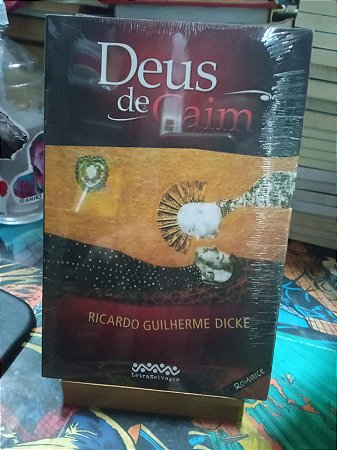 Deus
de Caim
RICARDO GUILHERME DICKE
LetraSelvagem
ROMANCE